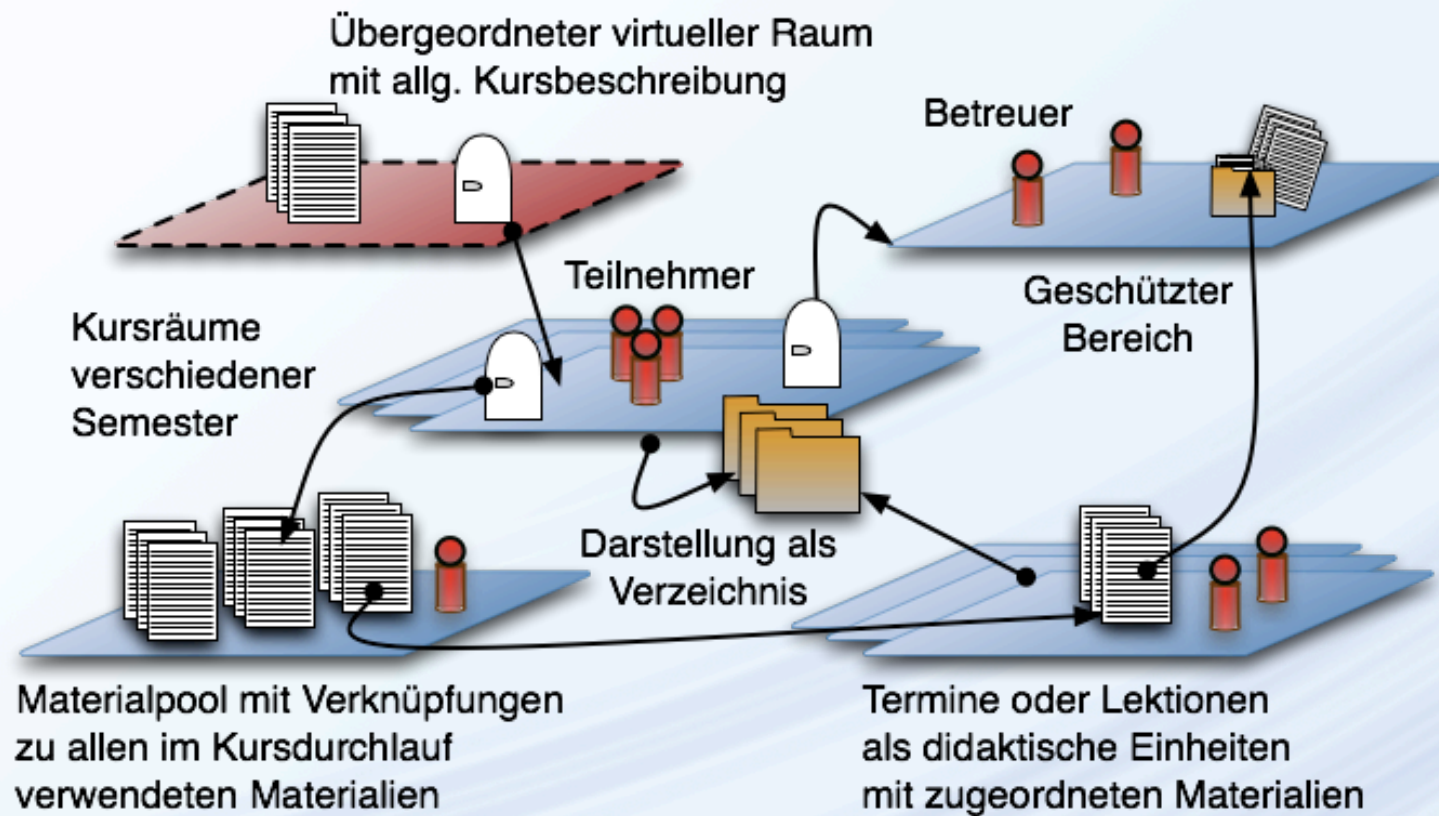 Übergeordneter virtueller Raum
mit allg. Kursbeschreibung
Betreuer
Teilnehmer
Geschützter
Bereich
Kursräume
verschiedener
Semester
Darstellung als
Verzeichnis
Materialpool mit Verknüpfungen
zu allen im Kursdurchlauf
verwendeten Materialien
Termine oder Lektionen
als didaktische Einheiten
mit zugeordneten Materialien